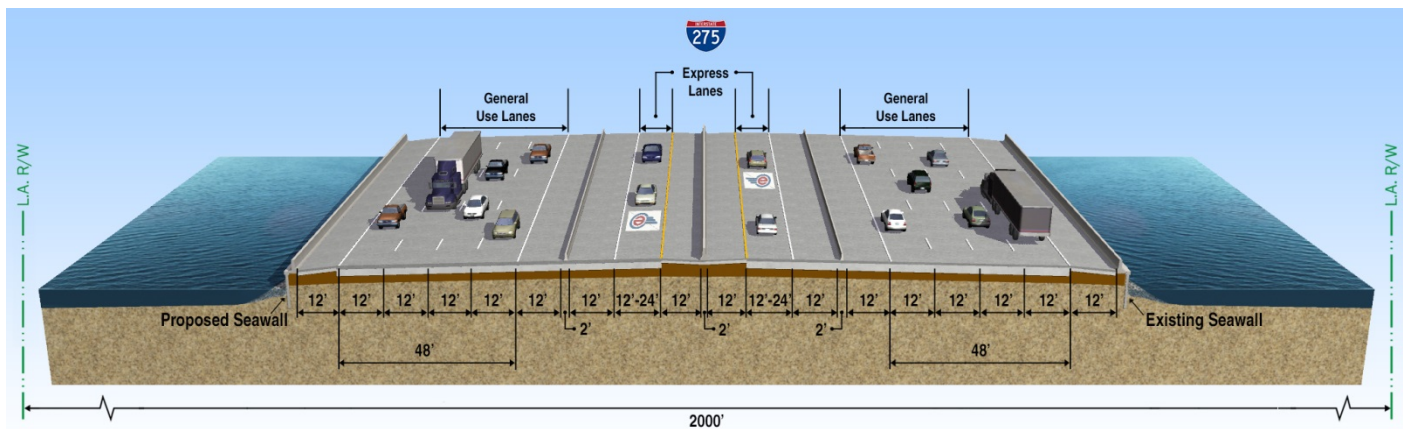 INTERSTATE
275
Express
Lanes
General
Use Lanes
General
Use Lanes
L.A. R/W
L.A. R/W
e
e
12' 12' 12' 12' 12' 12' 12' 12'-24' 12' 12' 12'-24' 12' 12' 12' 12' 12' 12' 12'
Proposed Seawall
2' 2' 2'
Existing Seawall
48' 48'
2000'